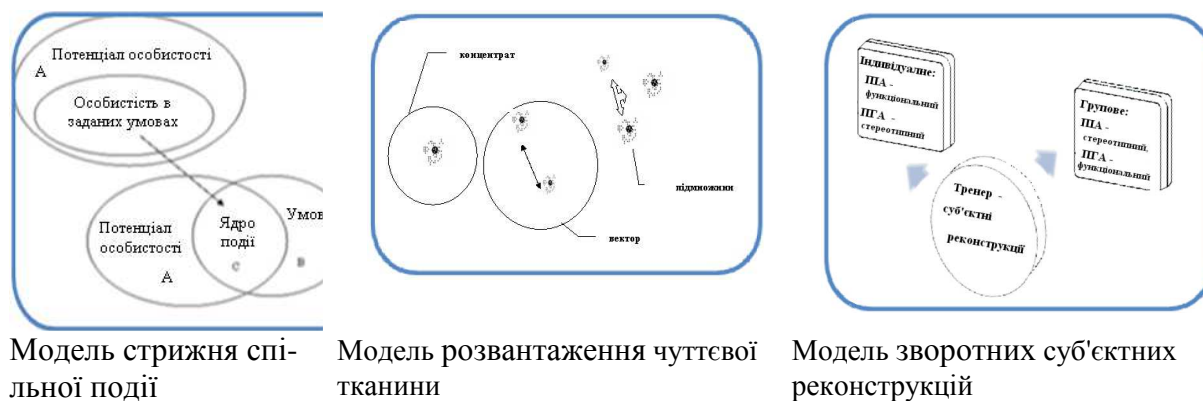 Потенціал особистості
А
Особистість в
заданих умовах
Потенціал
особистості
А
Ядро
події
С
Умов
В
концентрат
підмножини
вектор
Індивідуалне:
ПІА -
функціональний
ПГА -
стереотипний
Групове:
ПІА -
стереотипний,
ПГА -
функціональний
Тренер -
суб'єктні
реконструкції
Модель стрижня спі-
льної події
Модель розвантаження чуттєвої
тканини
Модель зворотних суб'єктних
реконструкцій